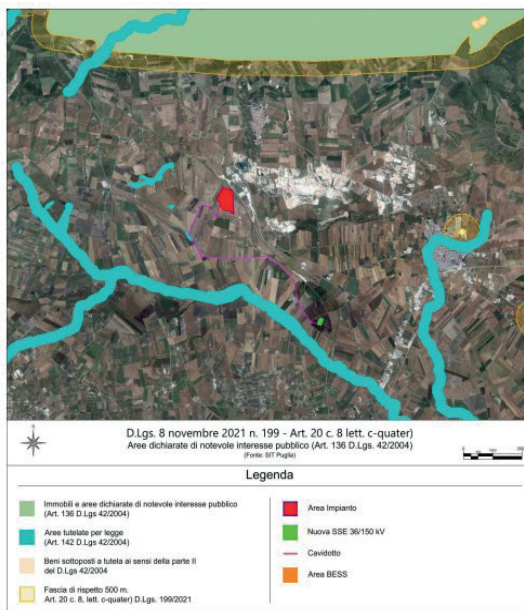 D.Lgs. 8 novembre 2021 n. 199 - Art. 20 c. 8 lett. c-quater)
Aree dichiarate di notevole interesse pubblico (Art. 136 D.Lgs. 42/2004)
(Fonte: SIT Puglia)
Legenda
Immobili e aree dichiarate di notevole interesse pubblico
(Art. 136 D.Lgs 42/2004)
Aree tutelate per legge
(Art. 142 D.Lgs 42/2004)
Beni sottoposti a tutela ai sensi della parte II
del D.Lgs 42/2004
Fascia di rispetto 500 m.
Art. 20 c. 8, lett. c-quater) D.Lgs. 199/2021
Area Impianto
Nuova SSE 36/150 kV
Cavidotto
Area BESS